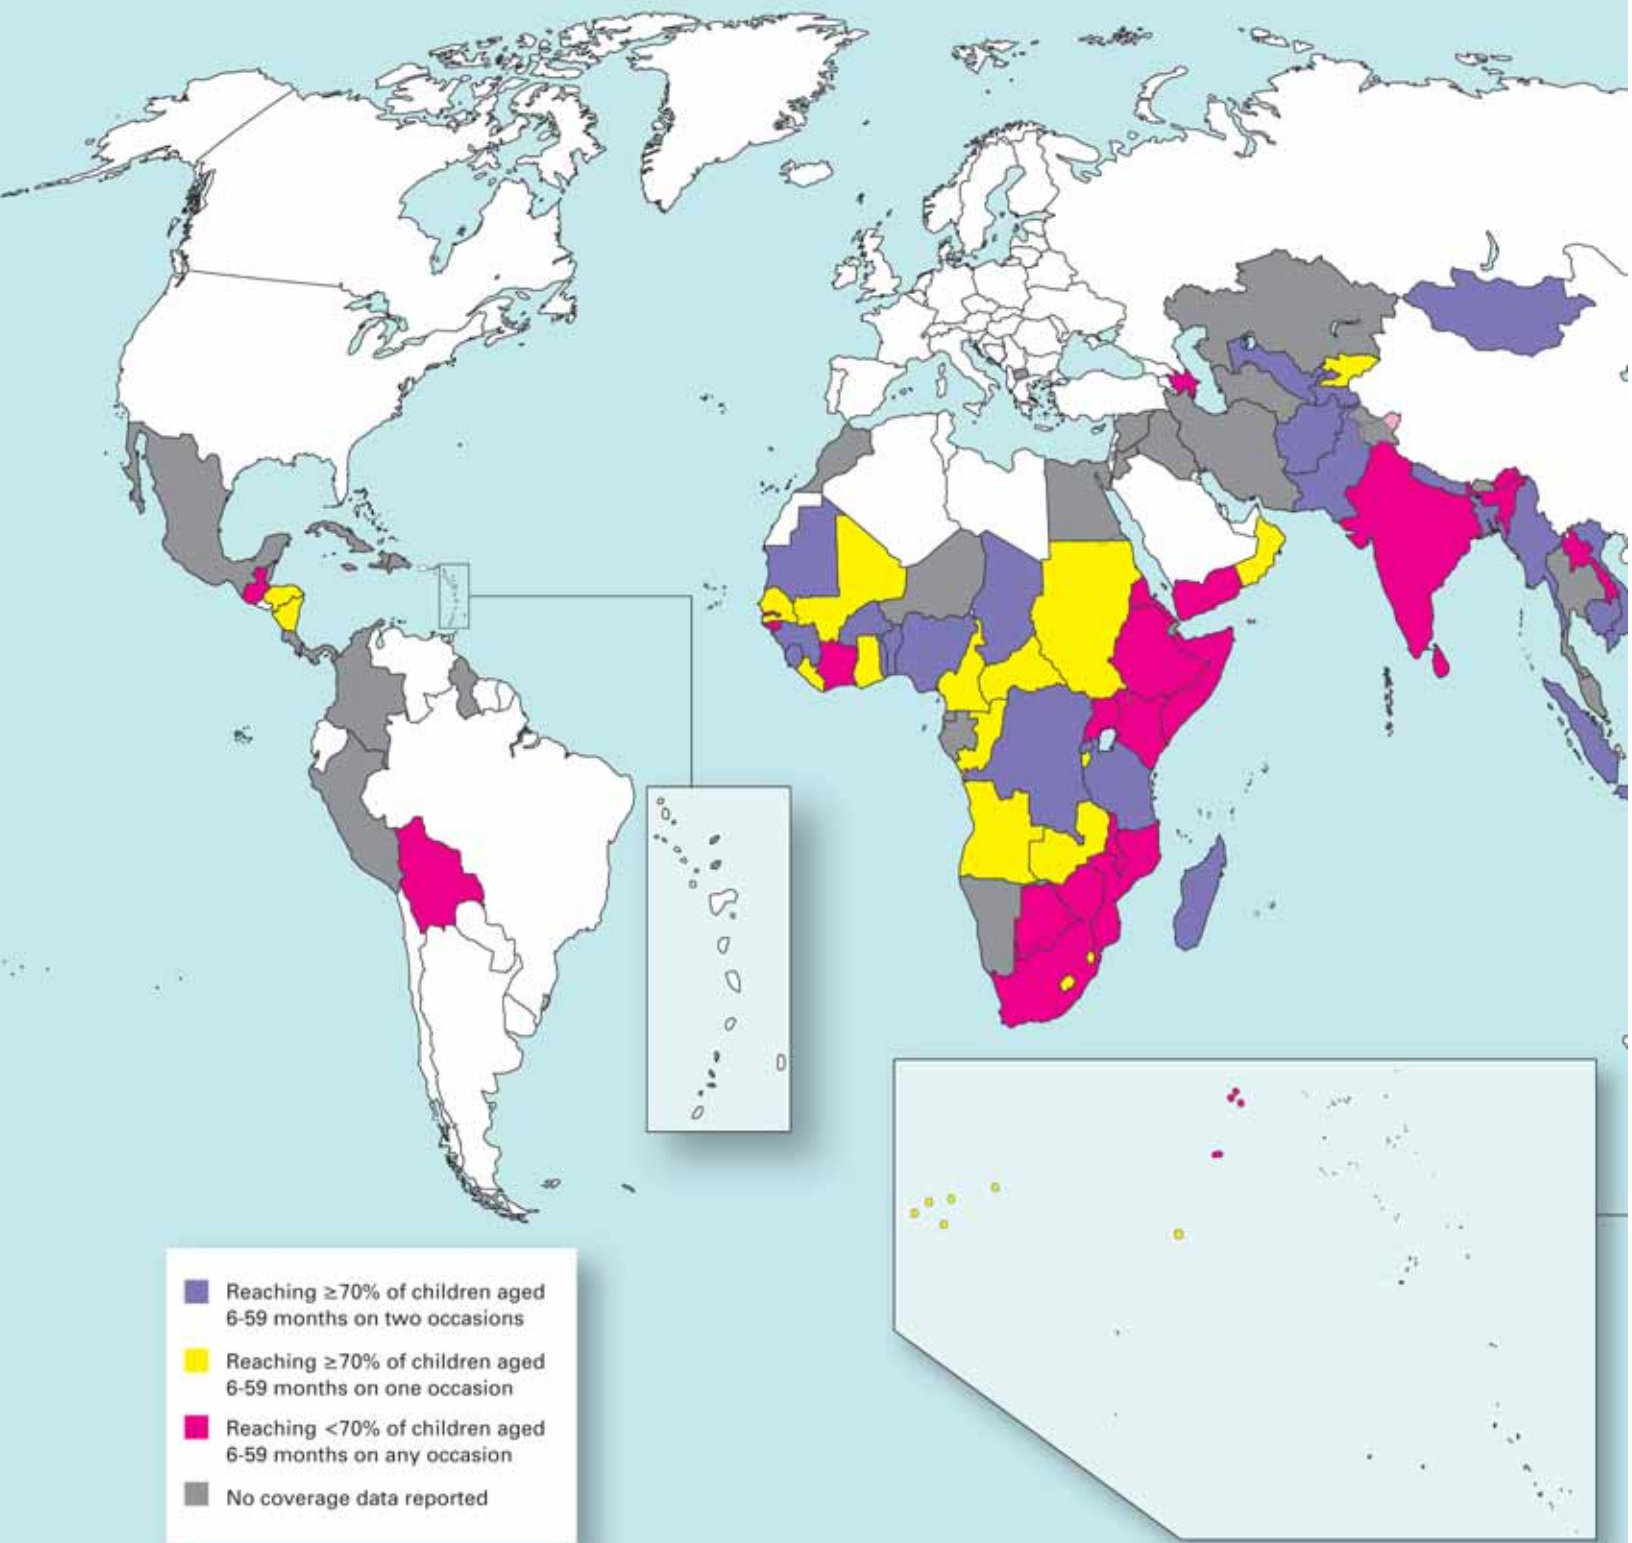 Reaching ≥70% of children aged
6-59 months on two occasions
Reaching ≥70% of children aged
6-59 months on one occasion
Reaching <70% of children aged
6-59 months on any occasion
No coverage data reported